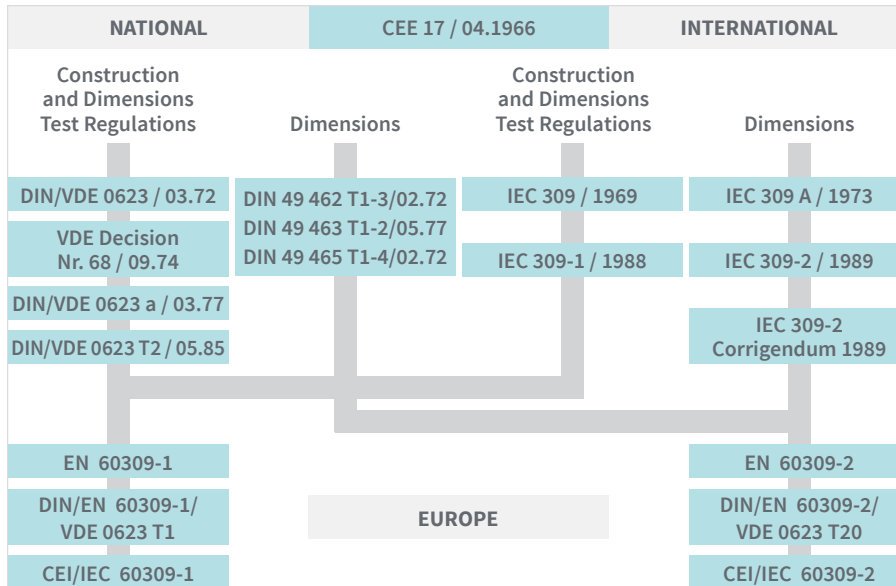 NATIONAL
CEE 17 / 04.1966
INTERNATIONAL
Construction
and Dimensions
Test Regulations
Dimensions
Construction
and Dimensions
Test Regulations
Dimensions
DIN/VDE 0623 / 03.72
VDE Decision
Nr. 68 / 09.74
DIN/VDE 0623 a / 03.77
DIN/VDE 0623 T2 / 05.85
DIN 49 462 T1-3/02.72
DIN 49 463 T1-2/05.77
DIN 49 465 T1-4/02.72
IEC 309 / 1969
IEC 309-1 / 1988
IEC 309 A / 1973
IEC 309-2 / 1989
IEC 309-2
Corrigendum 1989
EN 60309-1
DIN/EN 60309-1/
VDE 0623 T1
CEI/IEC 60309-1
EUROPE
EN 60309-2
DIN/EN 60309-2/
VDE 0623 T20
CEI/IEC 60309-2